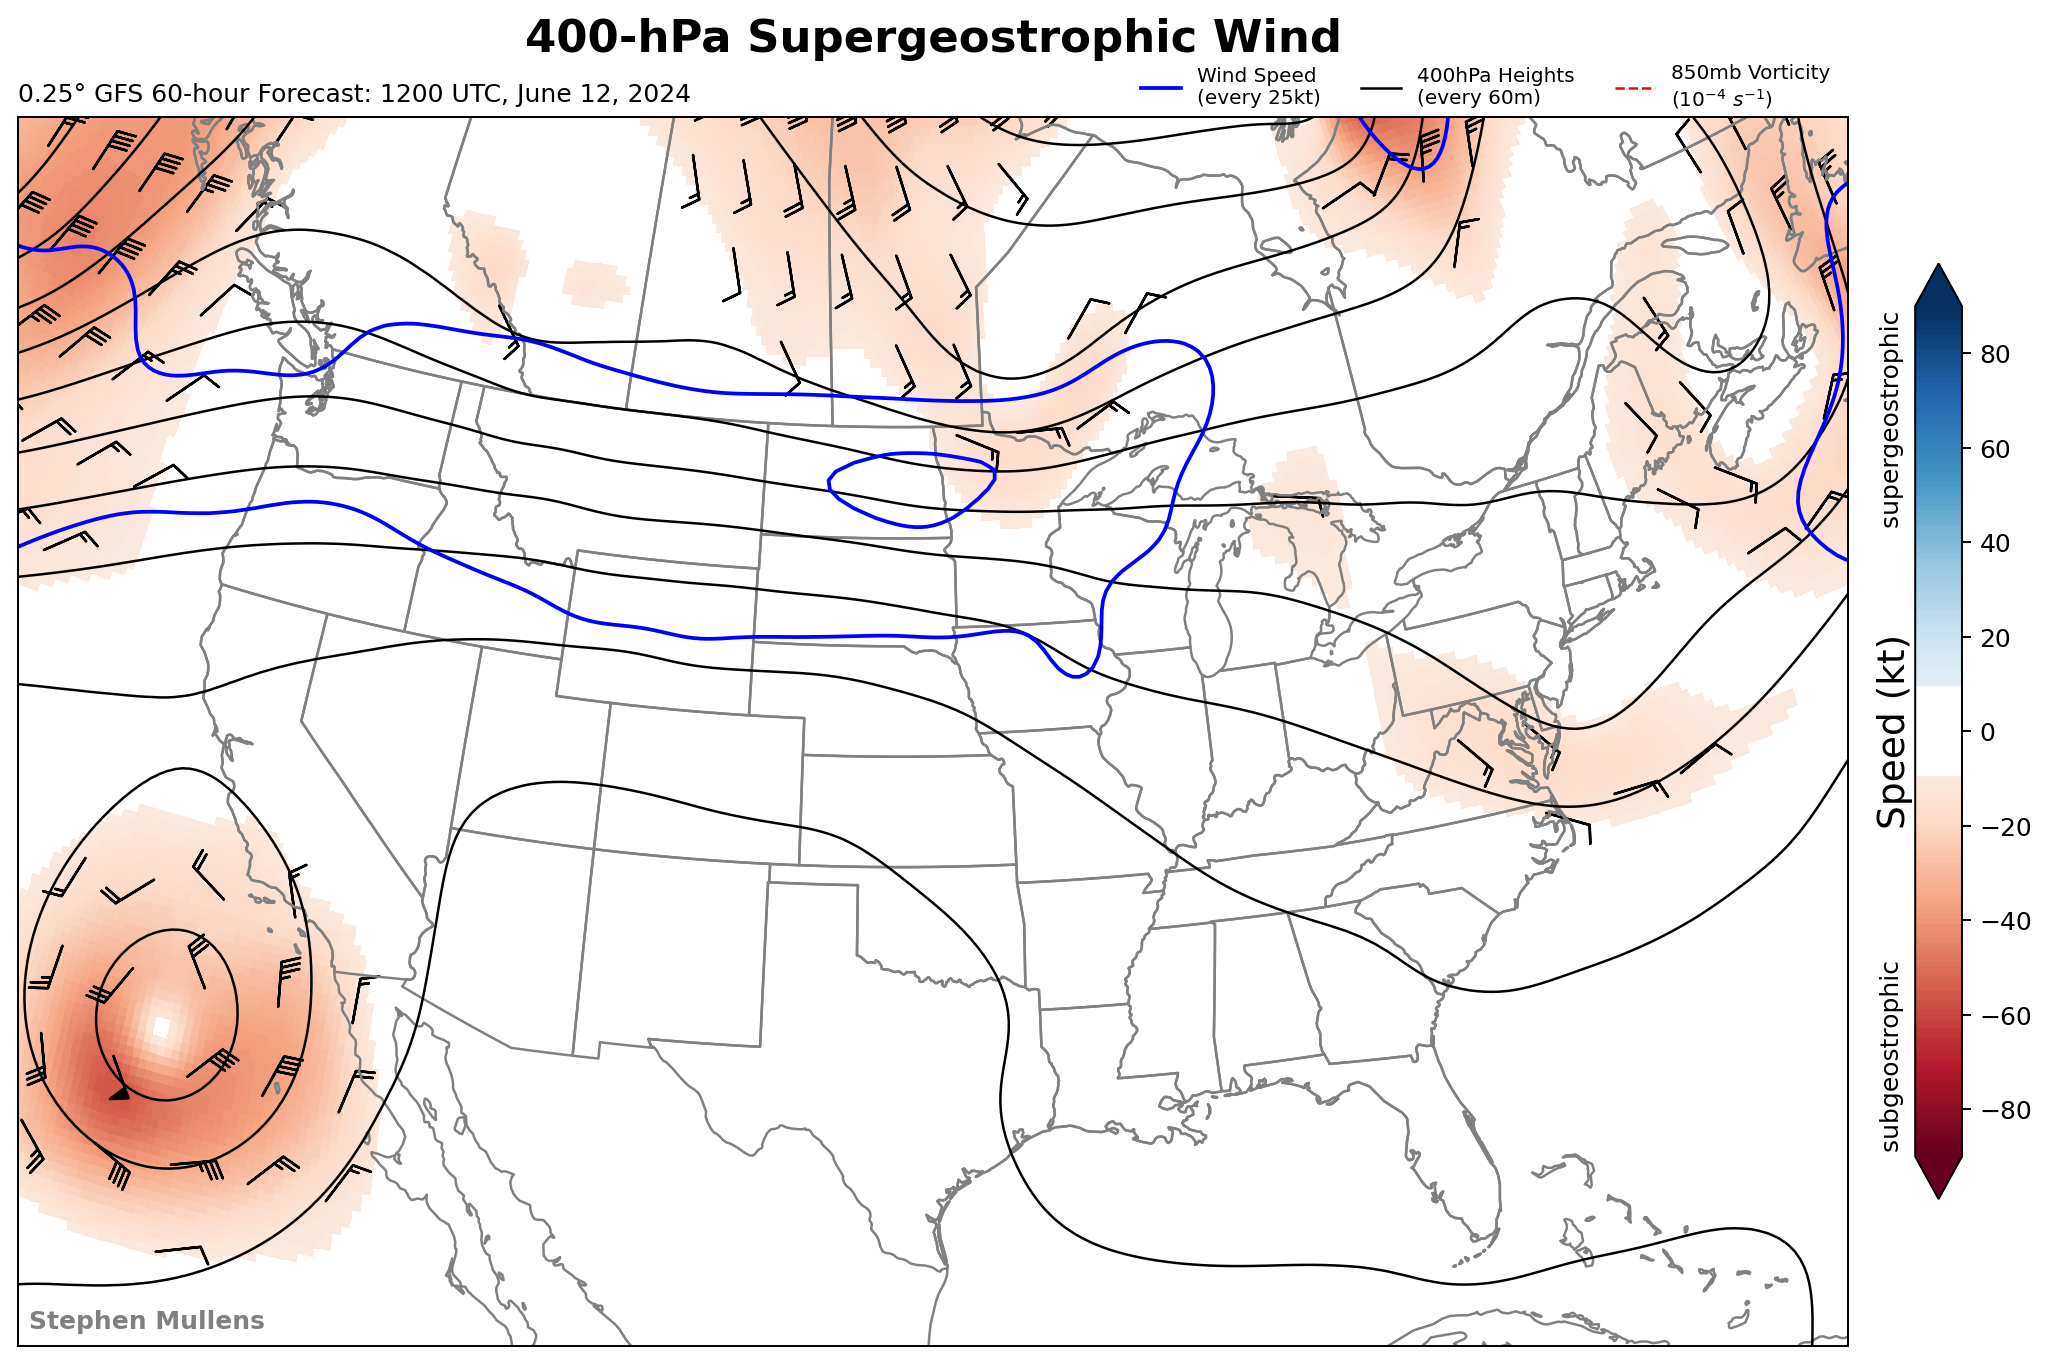 400-hPa Supergeostrophic Wind
0.25° GFS 60-hour Forecast: 1200 UTC, June 12, 2024
Wind Speed
(every 25kt)
400hPa Heights
(every 60m)
850mb Vorticity
(10⁻⁴ s⁻¹)
supergeostrophic
Speed (kt)
subgeostrophic
80
60
40
20
0
−20
−40
−60
−80
Stephen Mullens